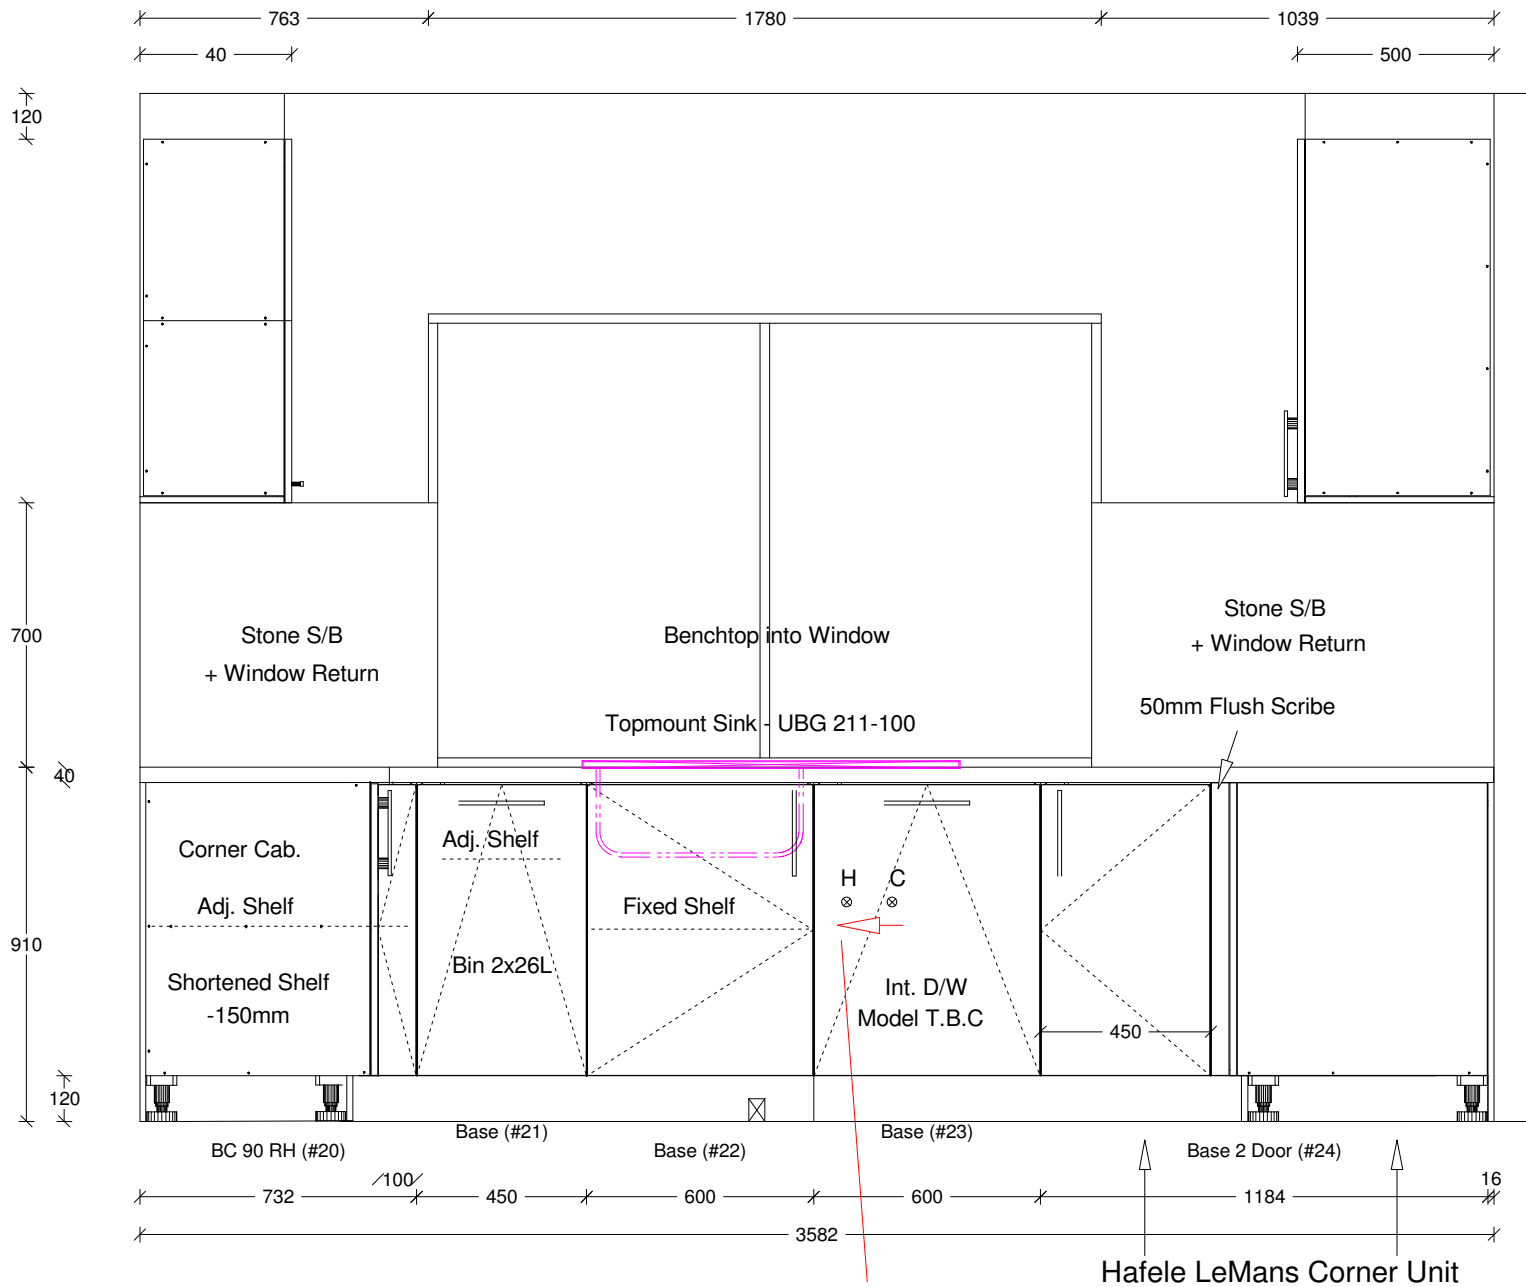 763 1780 1039
40 500
120
700
Stone S/B
+ Window Return
Benchtop into Window
Stone S/B
+ Window Return
50mm Flush Scribe
Topmount Sink - UBG 211-100
40
Corner Cab.
Adj. Shelf
Adj. Shelf
Fixed Shelf
H C
910
Bin 2x26L
Shortened Shelf
-150mm
Int. D/W
Model T.B.C
450
120
BC 90 RH (#20)
Base (#21)
Base (#22)
Base (#23)
Base 2 Door (#24)
100 16
732 450 600 600 1184
3582
Hafele LeMans Corner Unit